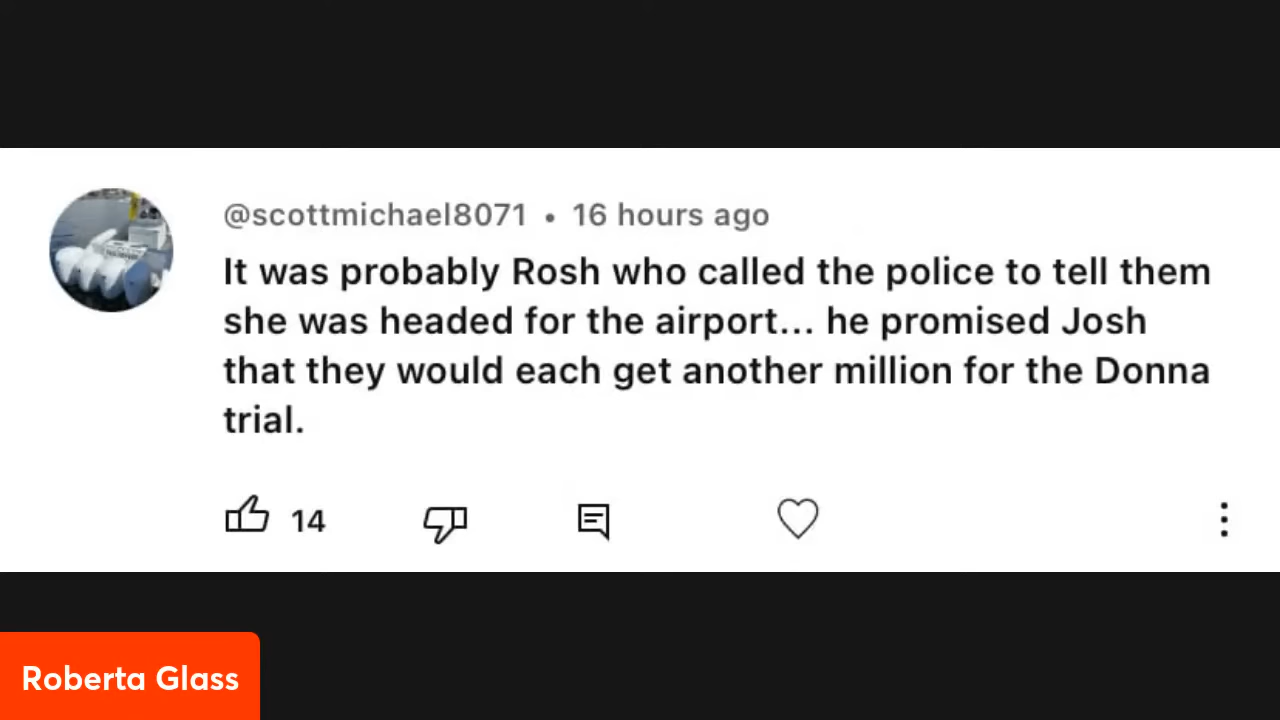 @scottmichael8071 • 16 hours ago
It was probably Rosh who called the police to tell them
she was headed for the airport... he promised Josh
that they would each get another million for the Donna
trial.
14
Roberta Glass